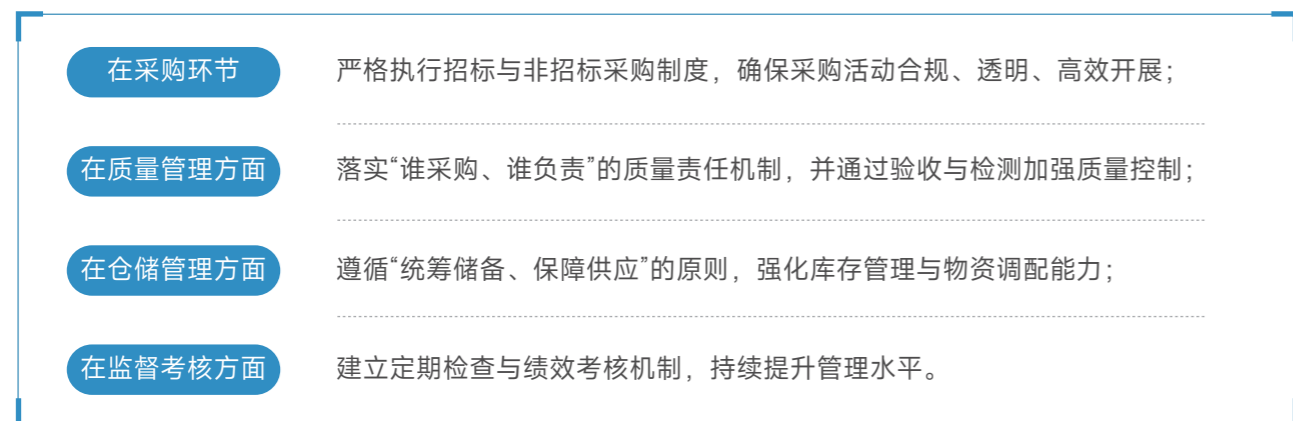 在采购环节
严格执行招标与非招标采购制度，确保采购活动合规、透明、高效开展；
在质量管理方面
落实“谁采购、谁负责”的质量责任机制，并通过验收与检测加强质量控制；
在仓储管理方面
遵循“统筹储备、保障供应”的原则，强化库存管理与物资调配能力；
在监督考核方面
建立定期检查与绩效考核机制，持续提升管理水平。